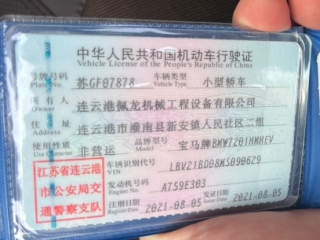 中华人民共和国机动车行驶证
Vehicle License of the People's Republic of China
号牌号码 苏GF07878 车辆类型 小型轿车
Plate No. Vehicle Type
所有人 连云港佩龙机械工程设备有限公司
Owner
住址 连云港市灌南县新安镇人民社区二组
Address
使用性质 非营运 品牌型号 宝马牌BMW7201HMHEV
Use Character Model
江苏省连云港市公安局交通警察支队
车辆识别代号 LBV21BD08MS090629
VIN
发动机号码 A759E303
Engine No.
注册日期 2021-08-05 发证日期 2021-08-05
Register Date Issue Date